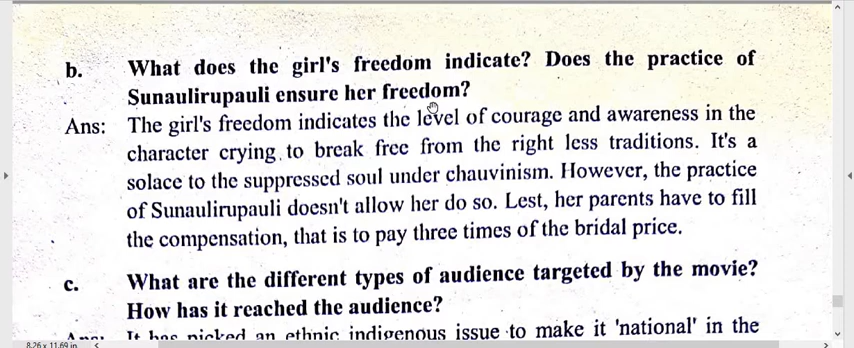 b. What does the girl's freedom indicate? Does the practice of
Sunaulirupauli ensure her freedom?
Ans: The girl's freedom indicates the level of courage and awareness in the
character crying to break free from the right less traditions. It's a
solace to the suppressed soul under chauvinism. However, the practice
of Sunaulirupauli doesn't allow her do so. Lest, her parents have to fill
the compensation, that is to pay three times of the bridal price.
c. What are the different types of audience targeted by the movie?
How has it reached the audience?
Ans: It has picked an ethnic indigenous issue to make it 'national' in the
8.26 x 11.69 in